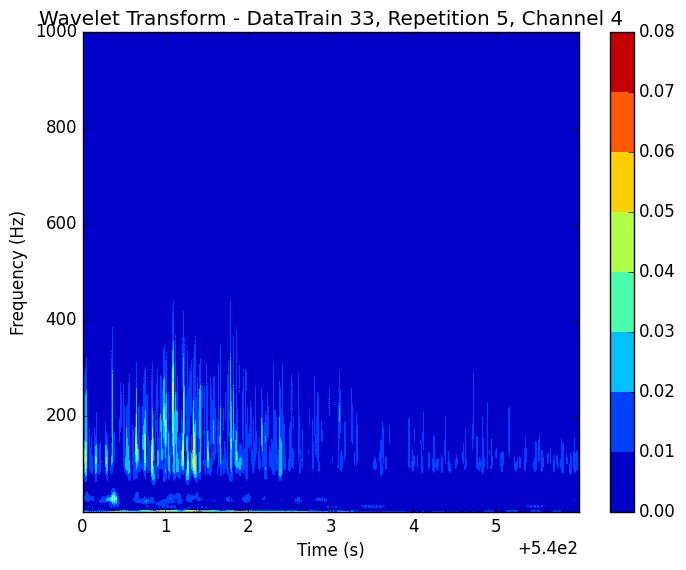 Wavelet Transform - DataTrain 33, Repetition 5, Channel 4
1000
800
600
400
200
Frequency (Hz)
0 1 2 3 4 5
+5.4e2
Time (s)
0.08
0.07
0.06
0.05
0.04
0.03
0.02
0.01
0.00